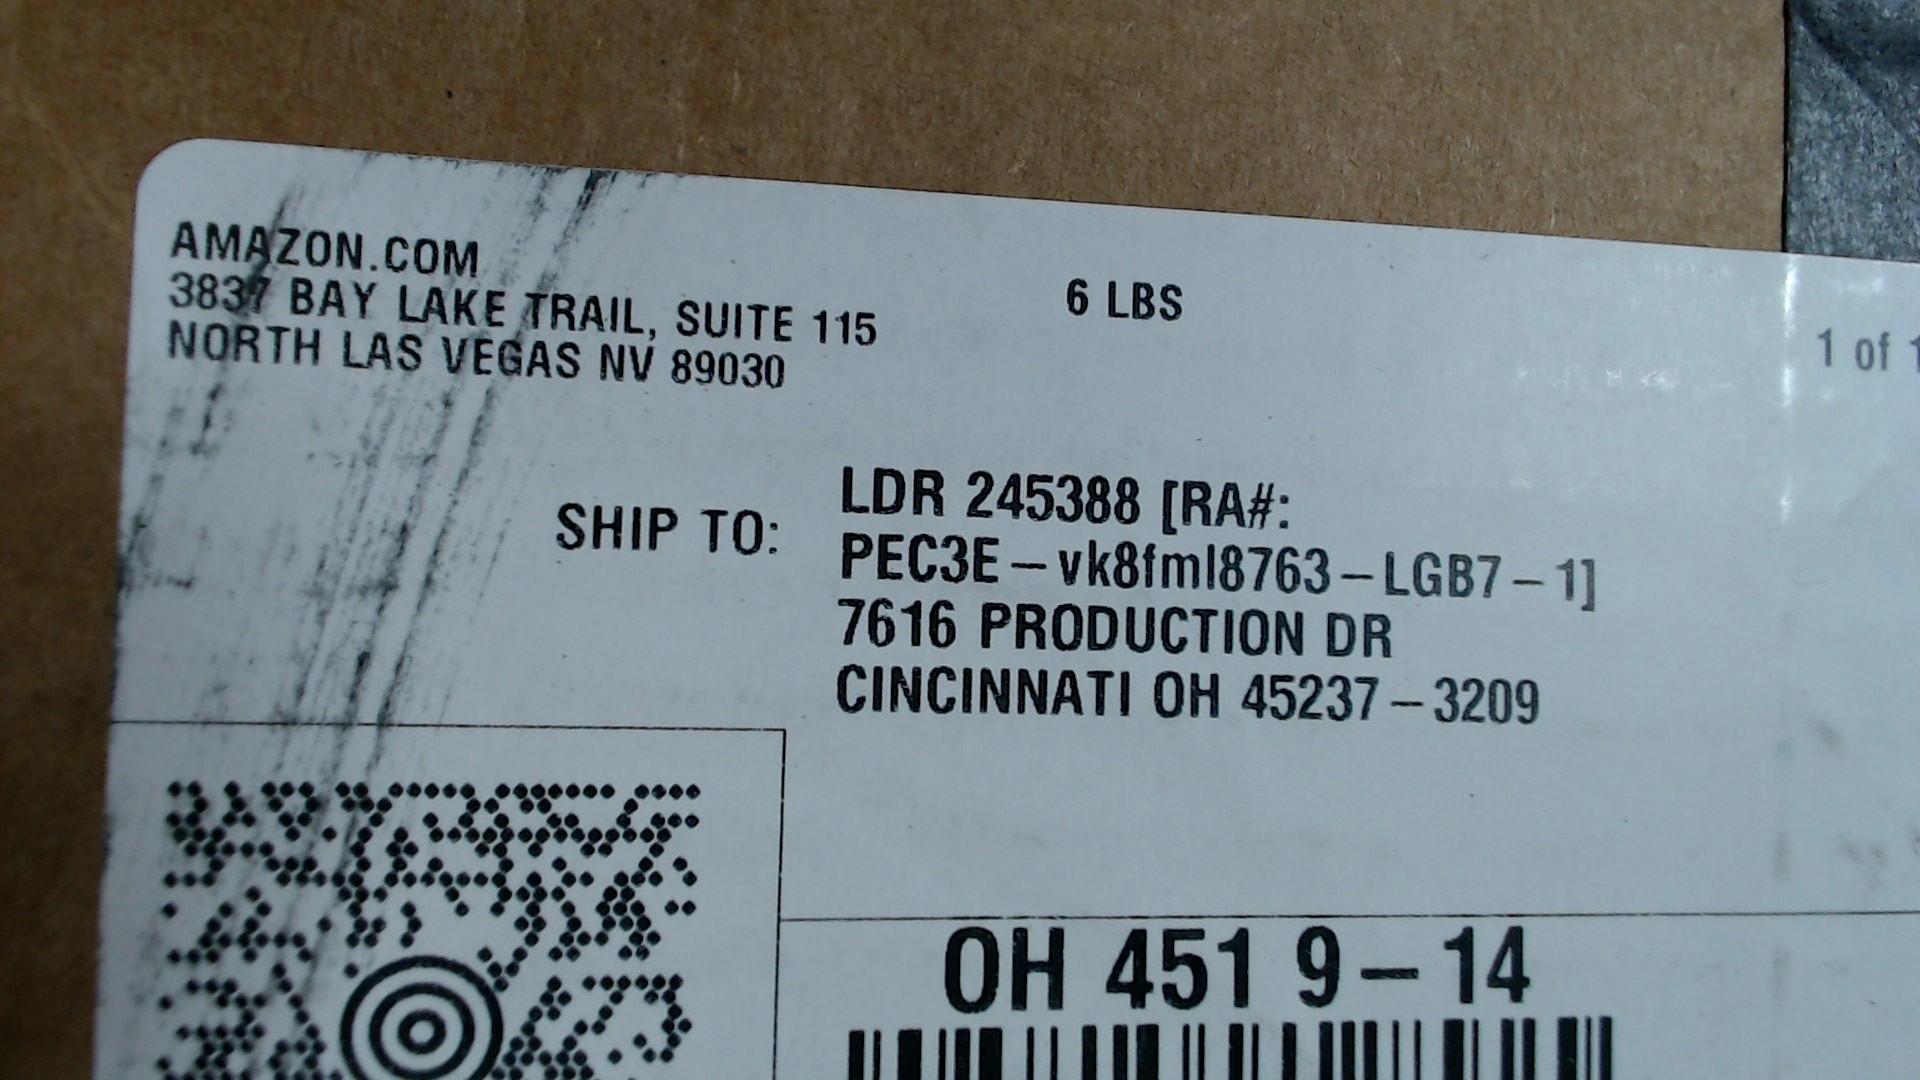 AMAZON.COM
3837 BAY LAKE TRAIL, SUITE 115
NORTH LAS VEGAS NV 89030
6 LBS
1 of 1
SHIP TO:
LDR 245388 [RA#:
PEC3E-vk8fml8763-LGB7-1]
7616 PRODUCTION DR
CINCINNATI OH 45237-3209
OH 451 9-14